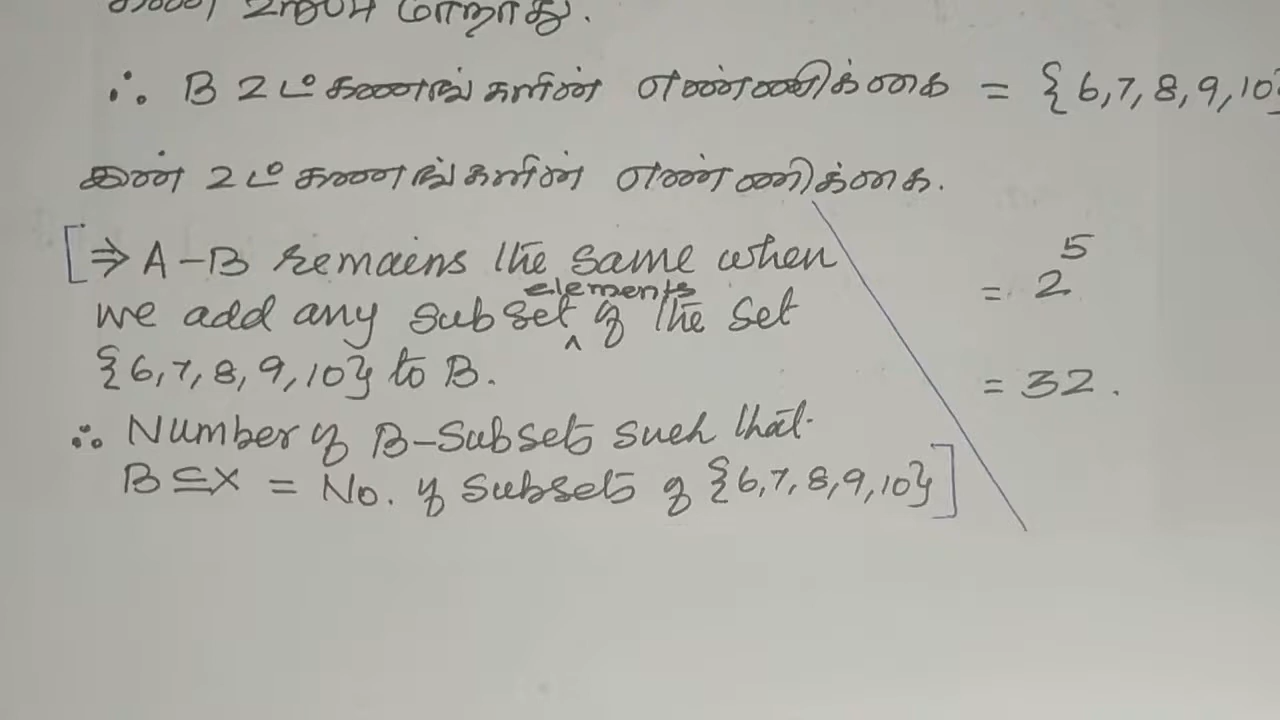 மாறாது.
∴ B உட்கணங்களின் எண்ணிக்கை = {6,7,8,9,10}
இன் உட்கணங்களின் எண்ணிக்கை.
[⇒ A-B remains the same when
we add any subset elements of the set
{6,7,8,9,10} to B.
= 2⁵
= 32.
∴ Number of B-Subsets such that
B⊆X = No. of subsets of {6,7,8,9,10}]